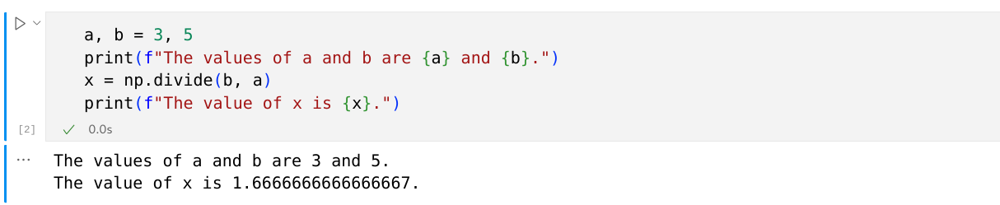 a, b = 3, 5
print(f"The values of a and b are {a} and {b}.")
x = np.divide(b, a)
print(f"The value of x is {x}.")
[2] 0.0s
The values of a and b are 3 and 5.
The value of x is 1.6666666666666667.